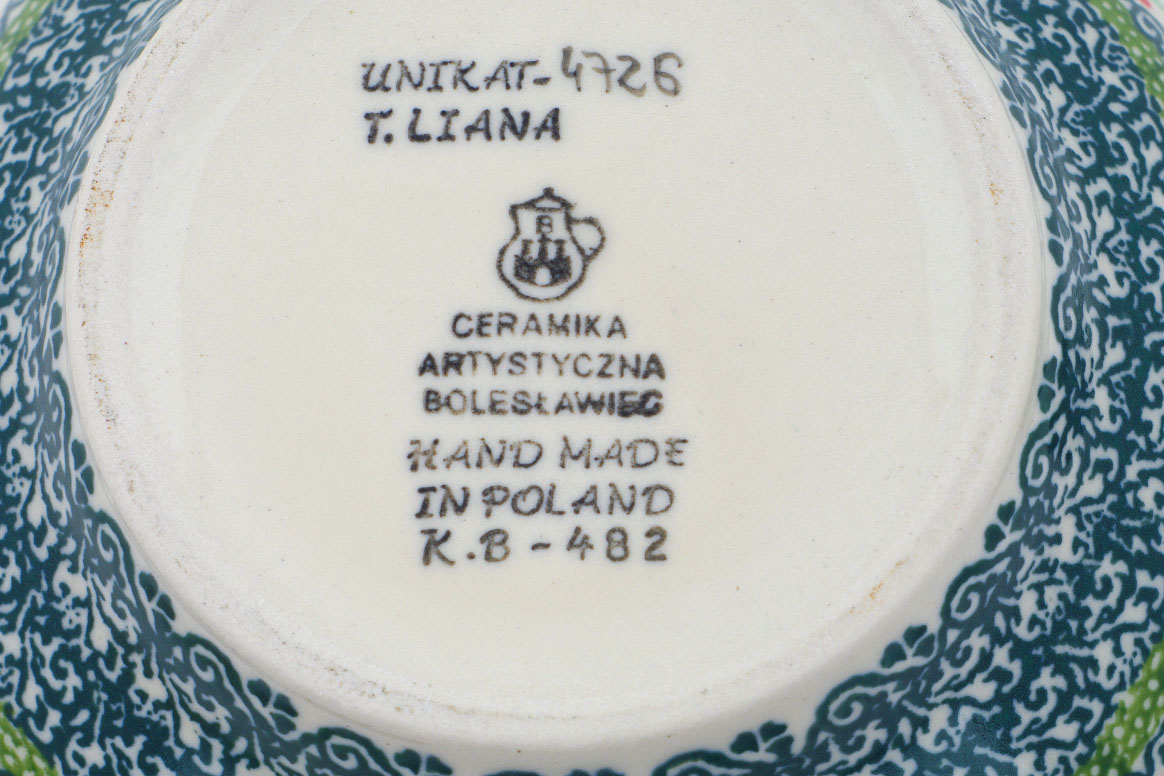 UNIKAT-4726
T. LIANA
B
CERAMIKA
ARTYSTYCZNA
BOLESŁAWIEC
HAND MADE
IN POLAND
K.B - 482